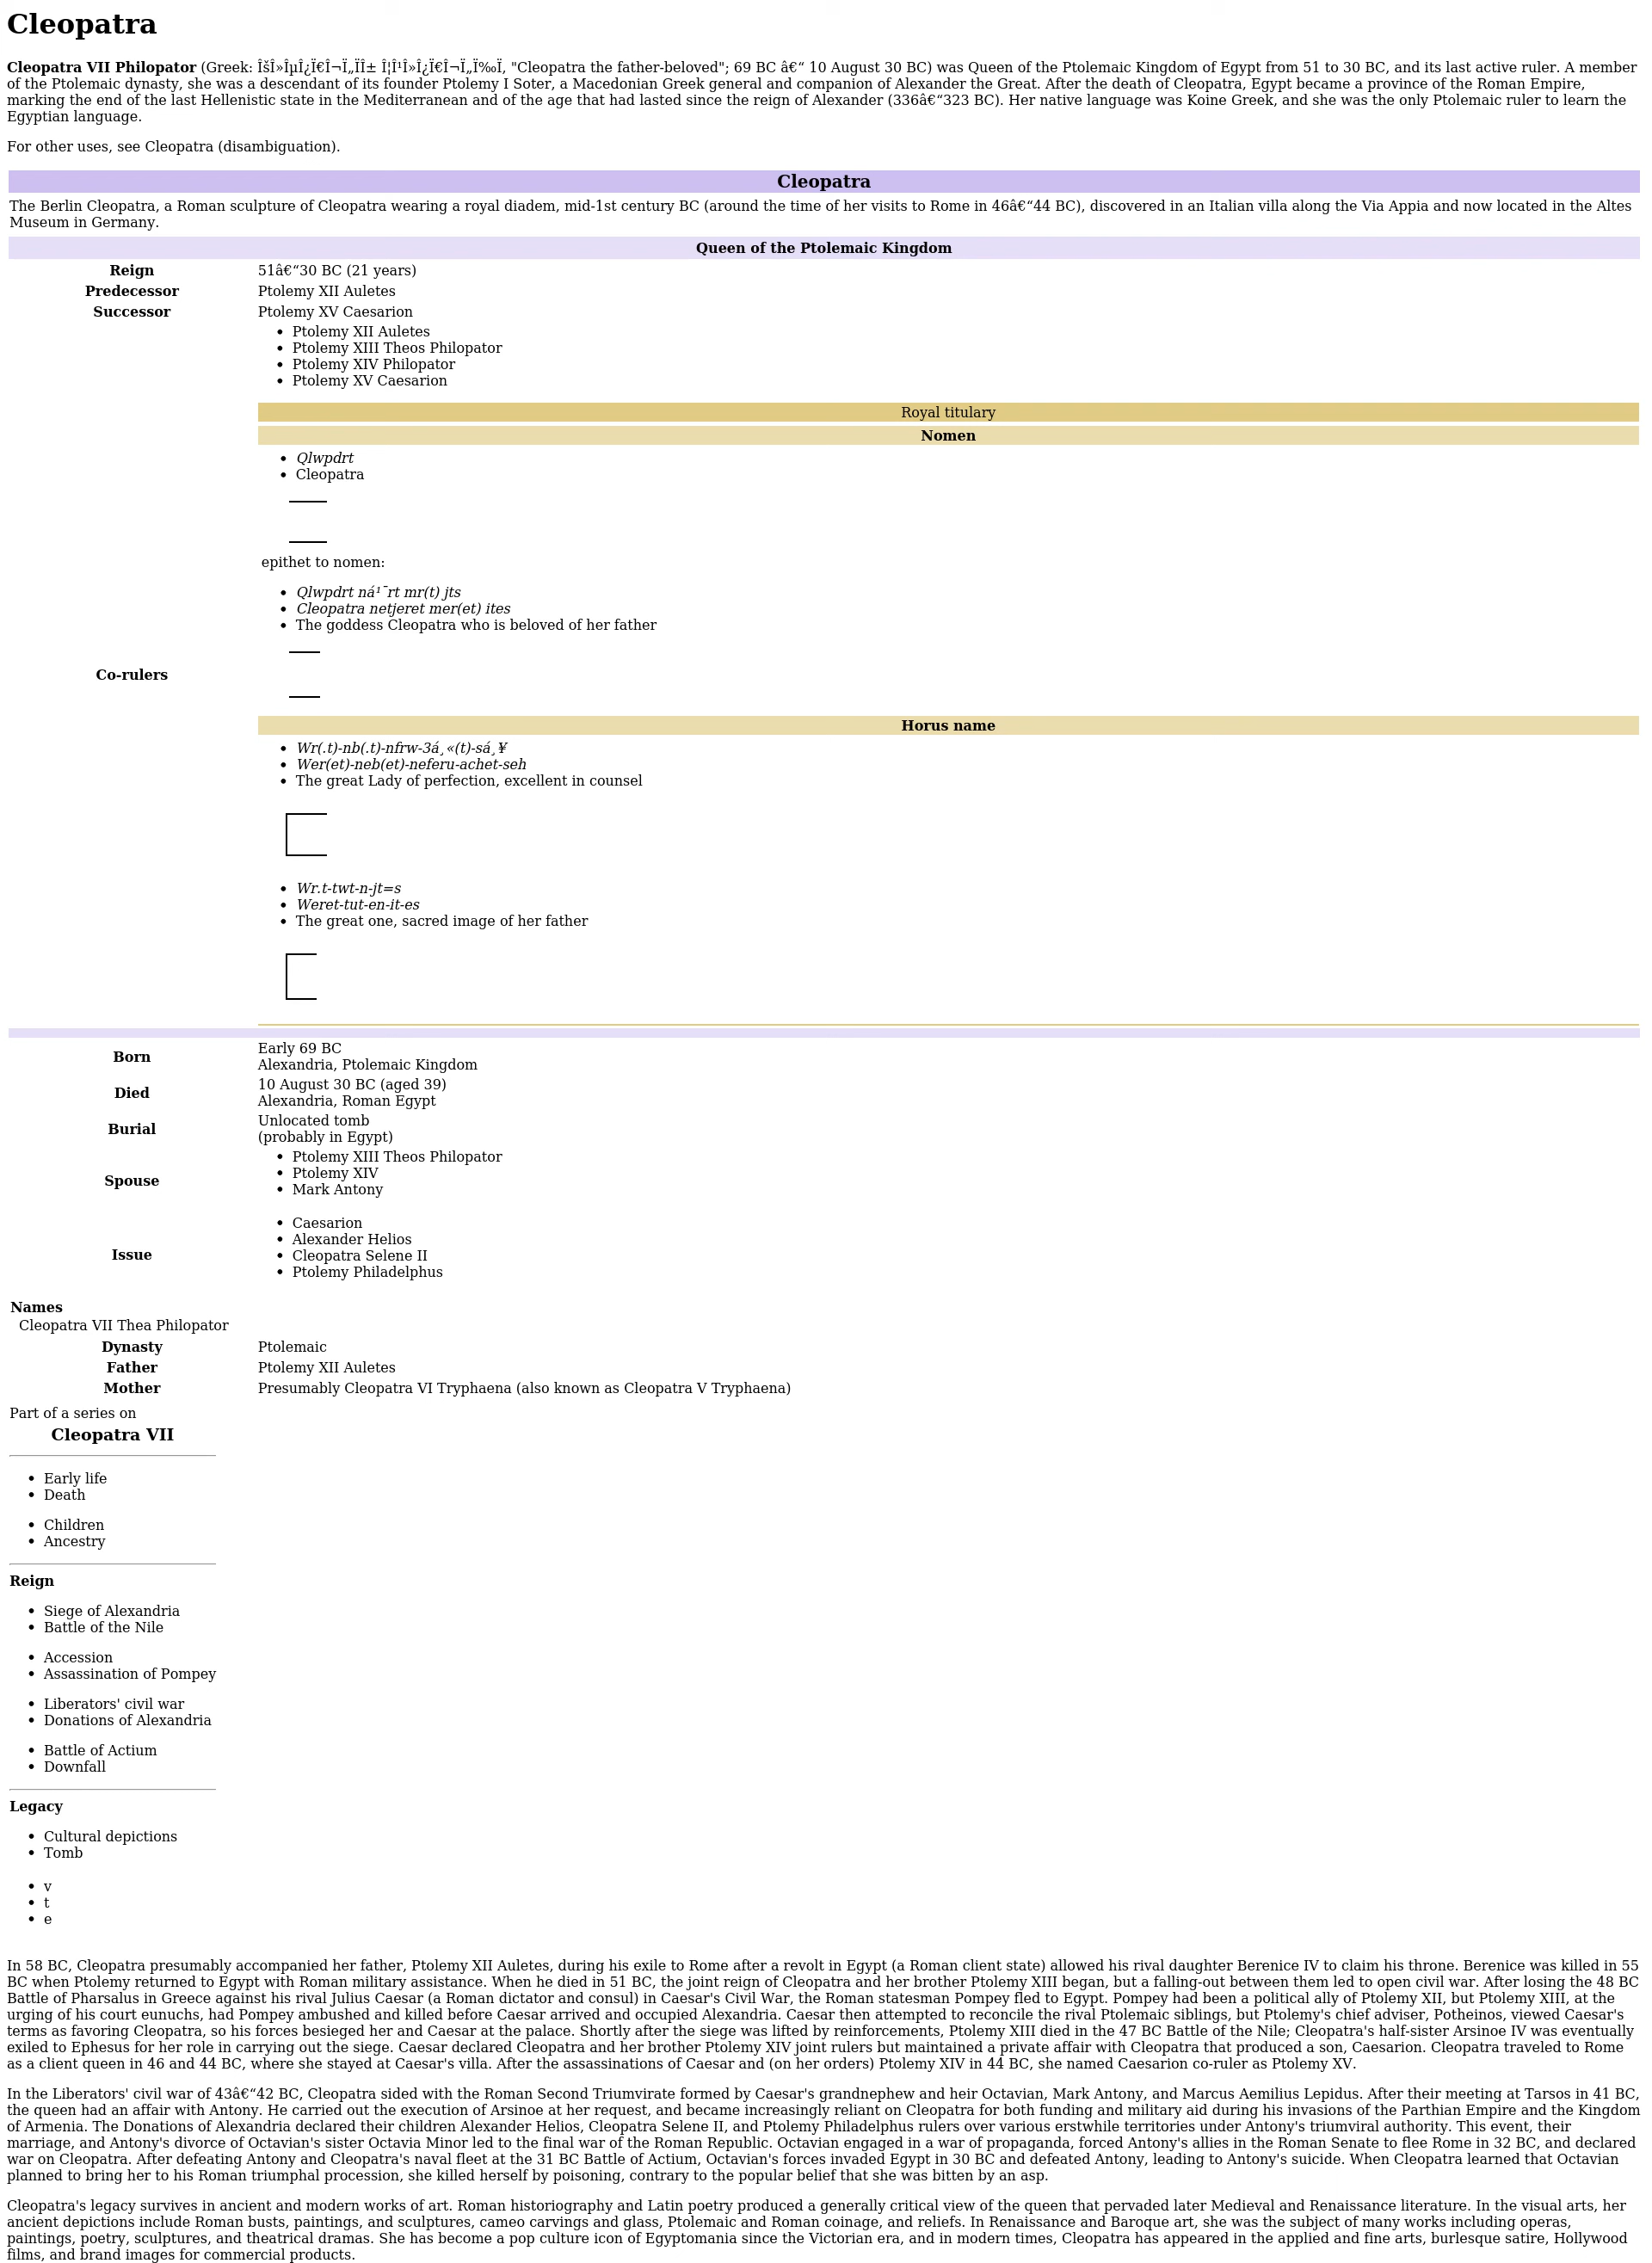 Cleopatra
Cleopatra VII Philopator (Greek: ÎšÎ»ÎµÎ¿Ï€Î¬Ï„ÏÎ± Î¦Î¹Î»Î¿Ï€Î¬Ï„Ï‰Ï, "Cleopatra the father-beloved"; 69 BC â€“ 10 August 30 BC) was Queen of the Ptolemaic Kingdom of Egypt from 51 to 30 BC, and its last active ruler. A member
of the Ptolemaic dynasty, she was a descendant of its founder Ptolemy I Soter, a Macedonian Greek general and companion of Alexander the Great. After the death of Cleopatra, Egypt became a province of the Roman Empire,
marking the end of the last Hellenistic state in the Mediterranean and of the age that had lasted since the reign of Alexander (336â€“323 BC). Her native language was Koine Greek, and she was the only Ptolemaic ruler to learn the
Egyptian language.
For other uses, see Cleopatra (disambiguation).
Cleopatra
The Berlin Cleopatra, a Roman sculpture of Cleopatra wearing a royal diadem, mid-1st century BC (around the time of her visits to Rome in 46â€“44 BC), discovered in an Italian villa along the Via Appia and now located in the Altes
Museum in Germany.
Queen of the Ptolemaic Kingdom
Reign 51â€“30 BC (21 years)
Predecessor Ptolemy XII Auletes
Successor Ptolemy XV Caesarion
• Ptolemy XII Auletes
• Ptolemy XIII Theos Philopator
• Ptolemy XIV Philopator
• Ptolemy XV Caesarion
Royal titulary
Nomen
• Qlwpdrt
• Cleopatra
epithet to nomen:
• Qlwpdrt ná¹¯rt mr(t) jts
• Cleopatra netjeret mer(et) ites
• The goddess Cleopatra who is beloved of her father
Co-rulers
Horus name
• Wr(.t)-nb(.t)-nfrw-3á¸«(t)-sá¸¥
• Wer(et)-neb(et)-neferu-achet-seh
• The great Lady of perfection, excellent in counsel
• Wr.t-twt-n-jt=s
• Weret-tut-en-it-es
• The great one, sacred image of her father
Born Early 69 BC
Alexandria, Ptolemaic Kingdom
Died 10 August 30 BC (aged 39)
Alexandria, Roman Egypt
Burial Unlocated tomb
(probably in Egypt)
Spouse
• Ptolemy XIII Theos Philopator
• Ptolemy XIV
• Mark Antony
Issue
• Caesarion
• Alexander Helios
• Cleopatra Selene II
• Ptolemy Philadelphus
Names
Cleopatra VII Thea Philopator
Dynasty Ptolemaic
Father Ptolemy XII Auletes
Mother Presumably Cleopatra VI Tryphaena (also known as Cleopatra V Tryphaena)
Part of a series on
Cleopatra VII
• Early life
• Death
• Children
• Ancestry
Reign
• Siege of Alexandria
• Battle of the Nile
• Accession
• Assassination of Pompey
• Liberators' civil war
• Donations of Alexandria
• Battle of Actium
• Downfall
Legacy
• Cultural depictions
• Tomb
• v
• t
• e
In 58 BC, Cleopatra presumably accompanied her father, Ptolemy XII Auletes, during his exile to Rome after a revolt in Egypt (a Roman client state) allowed his rival daughter Berenice IV to claim his throne. Berenice was killed in 55
BC when Ptolemy returned to Egypt with Roman military assistance. When he died in 51 BC, the joint reign of Cleopatra and her brother Ptolemy XIII began, but a falling-out between them led to open civil war. After losing the 48 BC
Battle of Pharsalus in Greece against his rival Julius Caesar (a Roman dictator and consul) in Caesar's Civil War, the Roman statesman Pompey fled to Egypt. Pompey had been a political ally of Ptolemy XII, but Ptolemy XIII, at the
urging of his court eunuchs, had Pompey ambushed and killed before Caesar arrived and occupied Alexandria. Caesar then attempted to reconcile the rival Ptolemaic siblings, but Ptolemy's chief adviser, Potheinos, viewed Caesar's
terms as favoring Cleopatra, so his forces besieged her and Caesar at the palace. Shortly after the siege was lifted by reinforcements, Ptolemy XIII died in the 47 BC Battle of the Nile; Cleopatra's half-sister Arsinoe IV was eventually
exiled to Ephesus for her role in carrying out the siege. Caesar declared Cleopatra and her brother Ptolemy XIV joint rulers but maintained a private affair with Cleopatra that produced a son, Caesarion. Cleopatra traveled to Rome
as a client queen in 46 and 44 BC, where she stayed at Caesar's villa. After the assassinations of Caesar and (on her orders) Ptolemy XIV in 44 BC, she named Caesarion co-ruler as Ptolemy XV.
In the Liberators' civil war of 43â€“42 BC, Cleopatra sided with the Roman Second Triumvirate formed by Caesar's grandnephew and heir Octavian, Mark Antony, and Marcus Aemilius Lepidus. After their meeting at Tarsos in 41 BC,
the queen had an affair with Antony. He carried out the execution of Arsinoe at her request, and became increasingly reliant on Cleopatra for both funding and military aid during his invasions of the Parthian Empire and the Kingdom
of Armenia. The Donations of Alexandria declared their children Alexander Helios, Cleopatra Selene II, and Ptolemy Philadelphus rulers over various erstwhile territories under Antony's triumviral authority. This event, their
marriage, and Antony's divorce of Octavian's sister Octavia Minor led to the final war of the Roman Republic. Octavian engaged in a war of propaganda, forced Antony's allies in the Roman Senate to flee Rome in 32 BC, and declared
war on Cleopatra. After defeating Antony and Cleopatra's naval fleet at the 31 BC Battle of Actium, Octavian's forces invaded Egypt in 30 BC and defeated Antony, leading to Antony's suicide. When Cleopatra learned that Octavian
planned to bring her to his Roman triumphal procession, she killed herself by poisoning, contrary to the popular belief that she was bitten by an asp.
Cleopatra's legacy survives in ancient and modern works of art. Roman historiography and Latin poetry produced a generally critical view of the queen that pervaded later Medieval and Renaissance literature. In the visual arts, her
ancient depictions include Roman busts, paintings, and sculptures, cameo carvings and glass, Ptolemaic and Roman coinage, and reliefs. In Renaissance and Baroque art, she was the subject of many works including operas,
paintings, poetry, sculptures, and theatrical dramas. She has become a pop culture icon of Egyptomania since the Victorian era, and in modern times, Cleopatra has appeared in the applied and fine arts, burlesque satire, Hollywood
films, and brand images for commercial products.